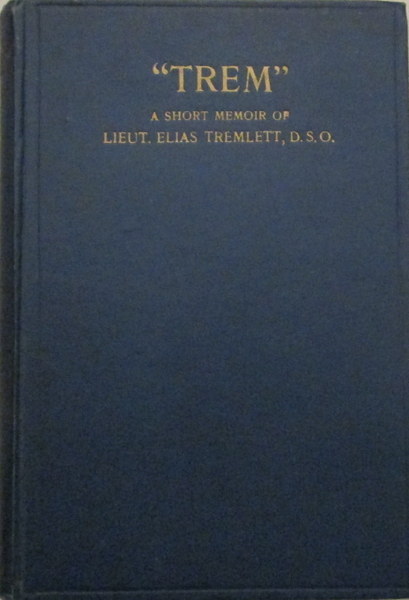 “TREM”
A SHORT MEMOIR OF
LIEUT. ELIAS TREMLETT, D.S.O.